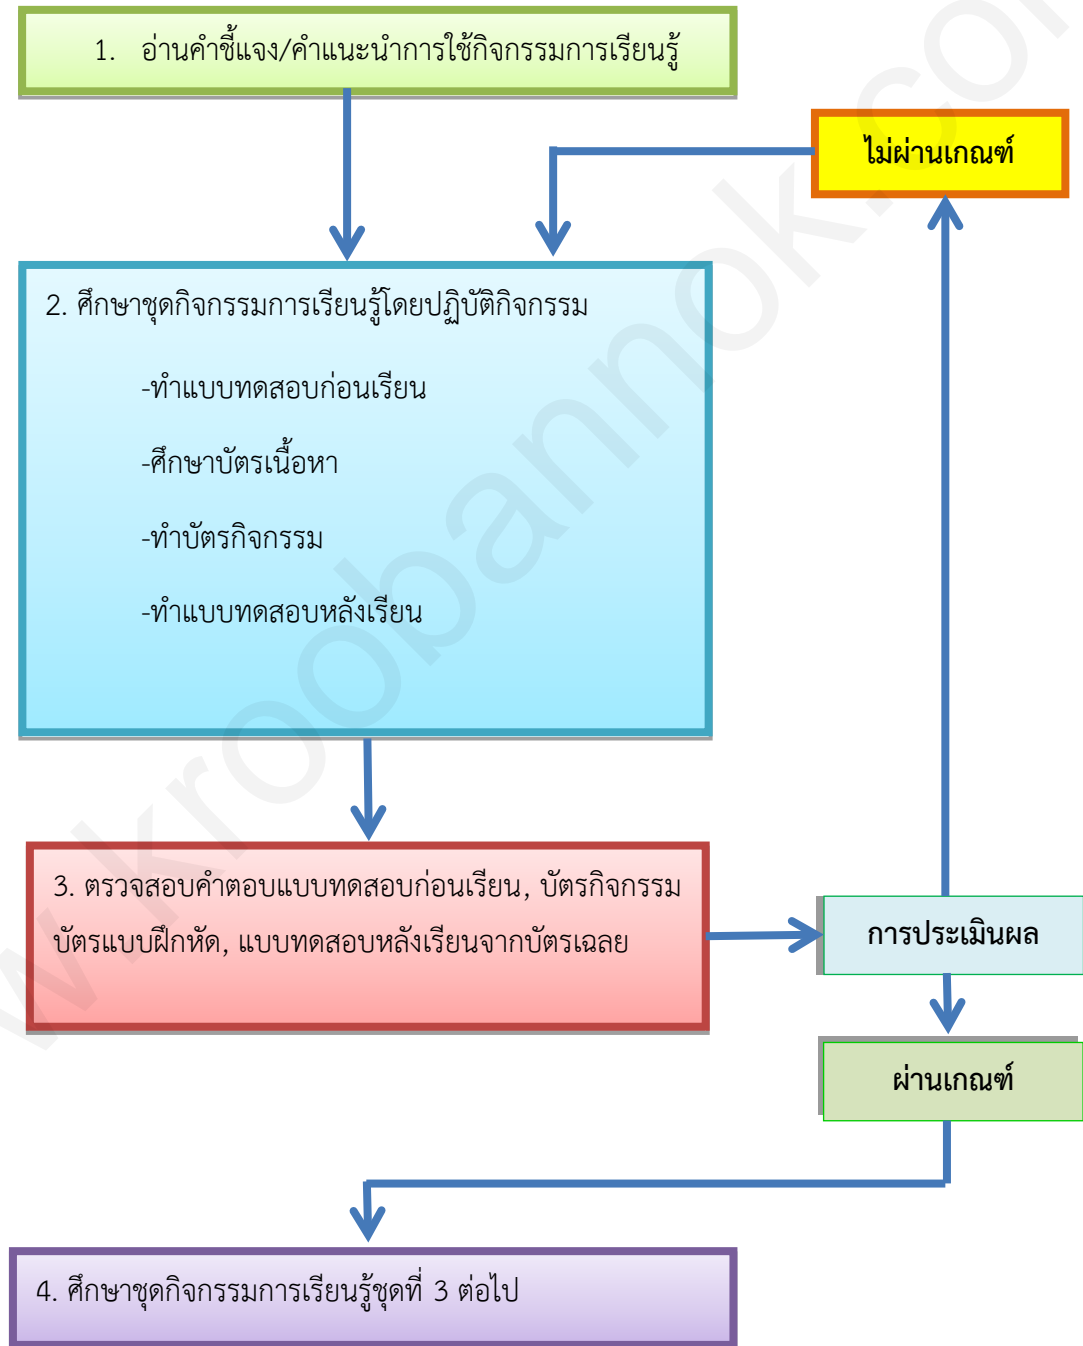 1. อ่านคำชี้แจง/คำแนะนำการใช้กิจกรรมการเรียนรู้
ไม่ผ่านเกณฑ์
2. ศึกษาชุดกิจกรรมการเรียนรู้โดยปฏิบัติกิจกรรม
-ทำแบบทดสอบก่อนเรียน
-ศึกษาบัตรเนื้อหา
-ทำบัตรกิจกรรม
-ทำแบบทดสอบหลังเรียน
3. ตรวจสอบคำตอบแบบทดสอบก่อนเรียน, บัตรกิจกรรม
บัตรแบบฝึกหัด, แบบทดสอบหลังเรียนจากบัตรเฉลย
การประเมินผล
ผ่านเกณฑ์
4. ศึกษาชุดกิจกรรมการเรียนรู้ชุดที่ 3 ต่อไป
w kroobannok.co